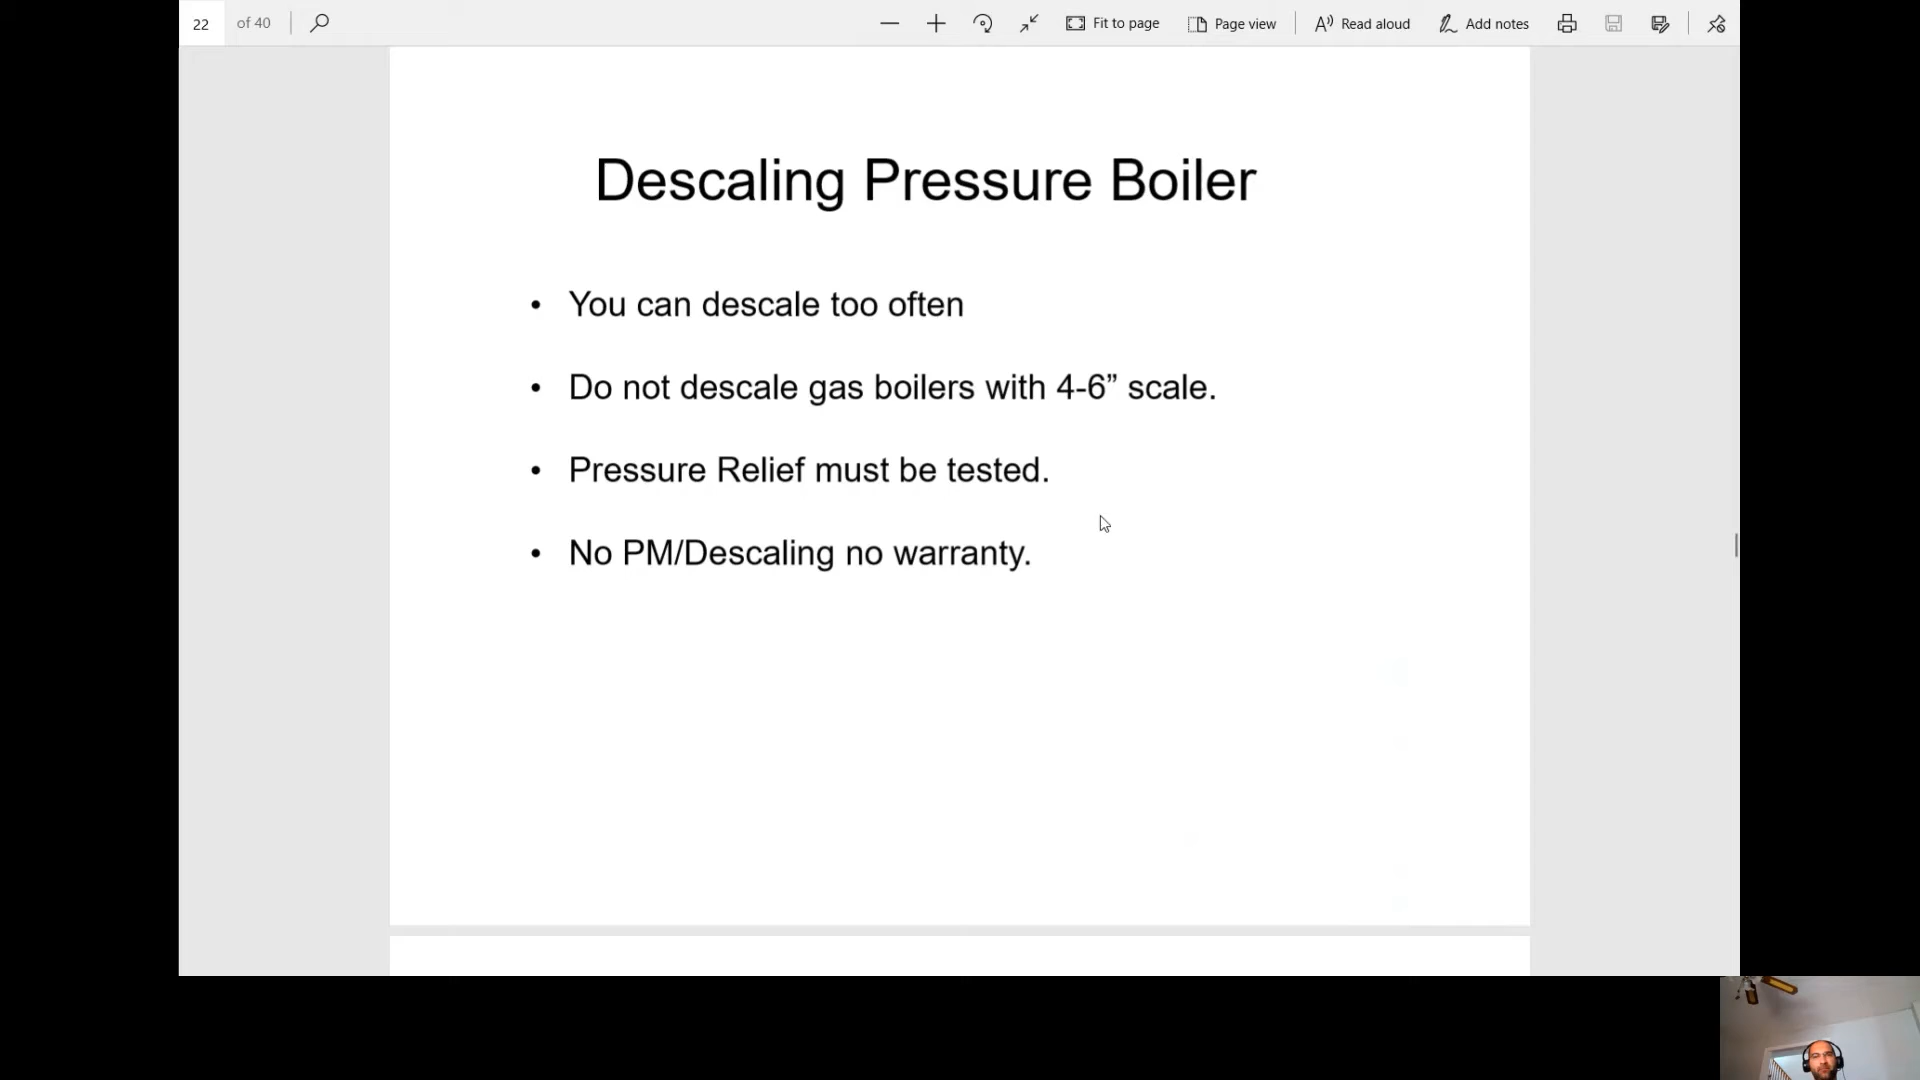 22 of 40 Fit to page Page view Read aloud Add notes
Descaling Pressure Boiler
• You can descale too often
• Do not descale gas boilers with 4-6” scale.
• Pressure Relief must be tested.
• No PM/Descaling no warranty.